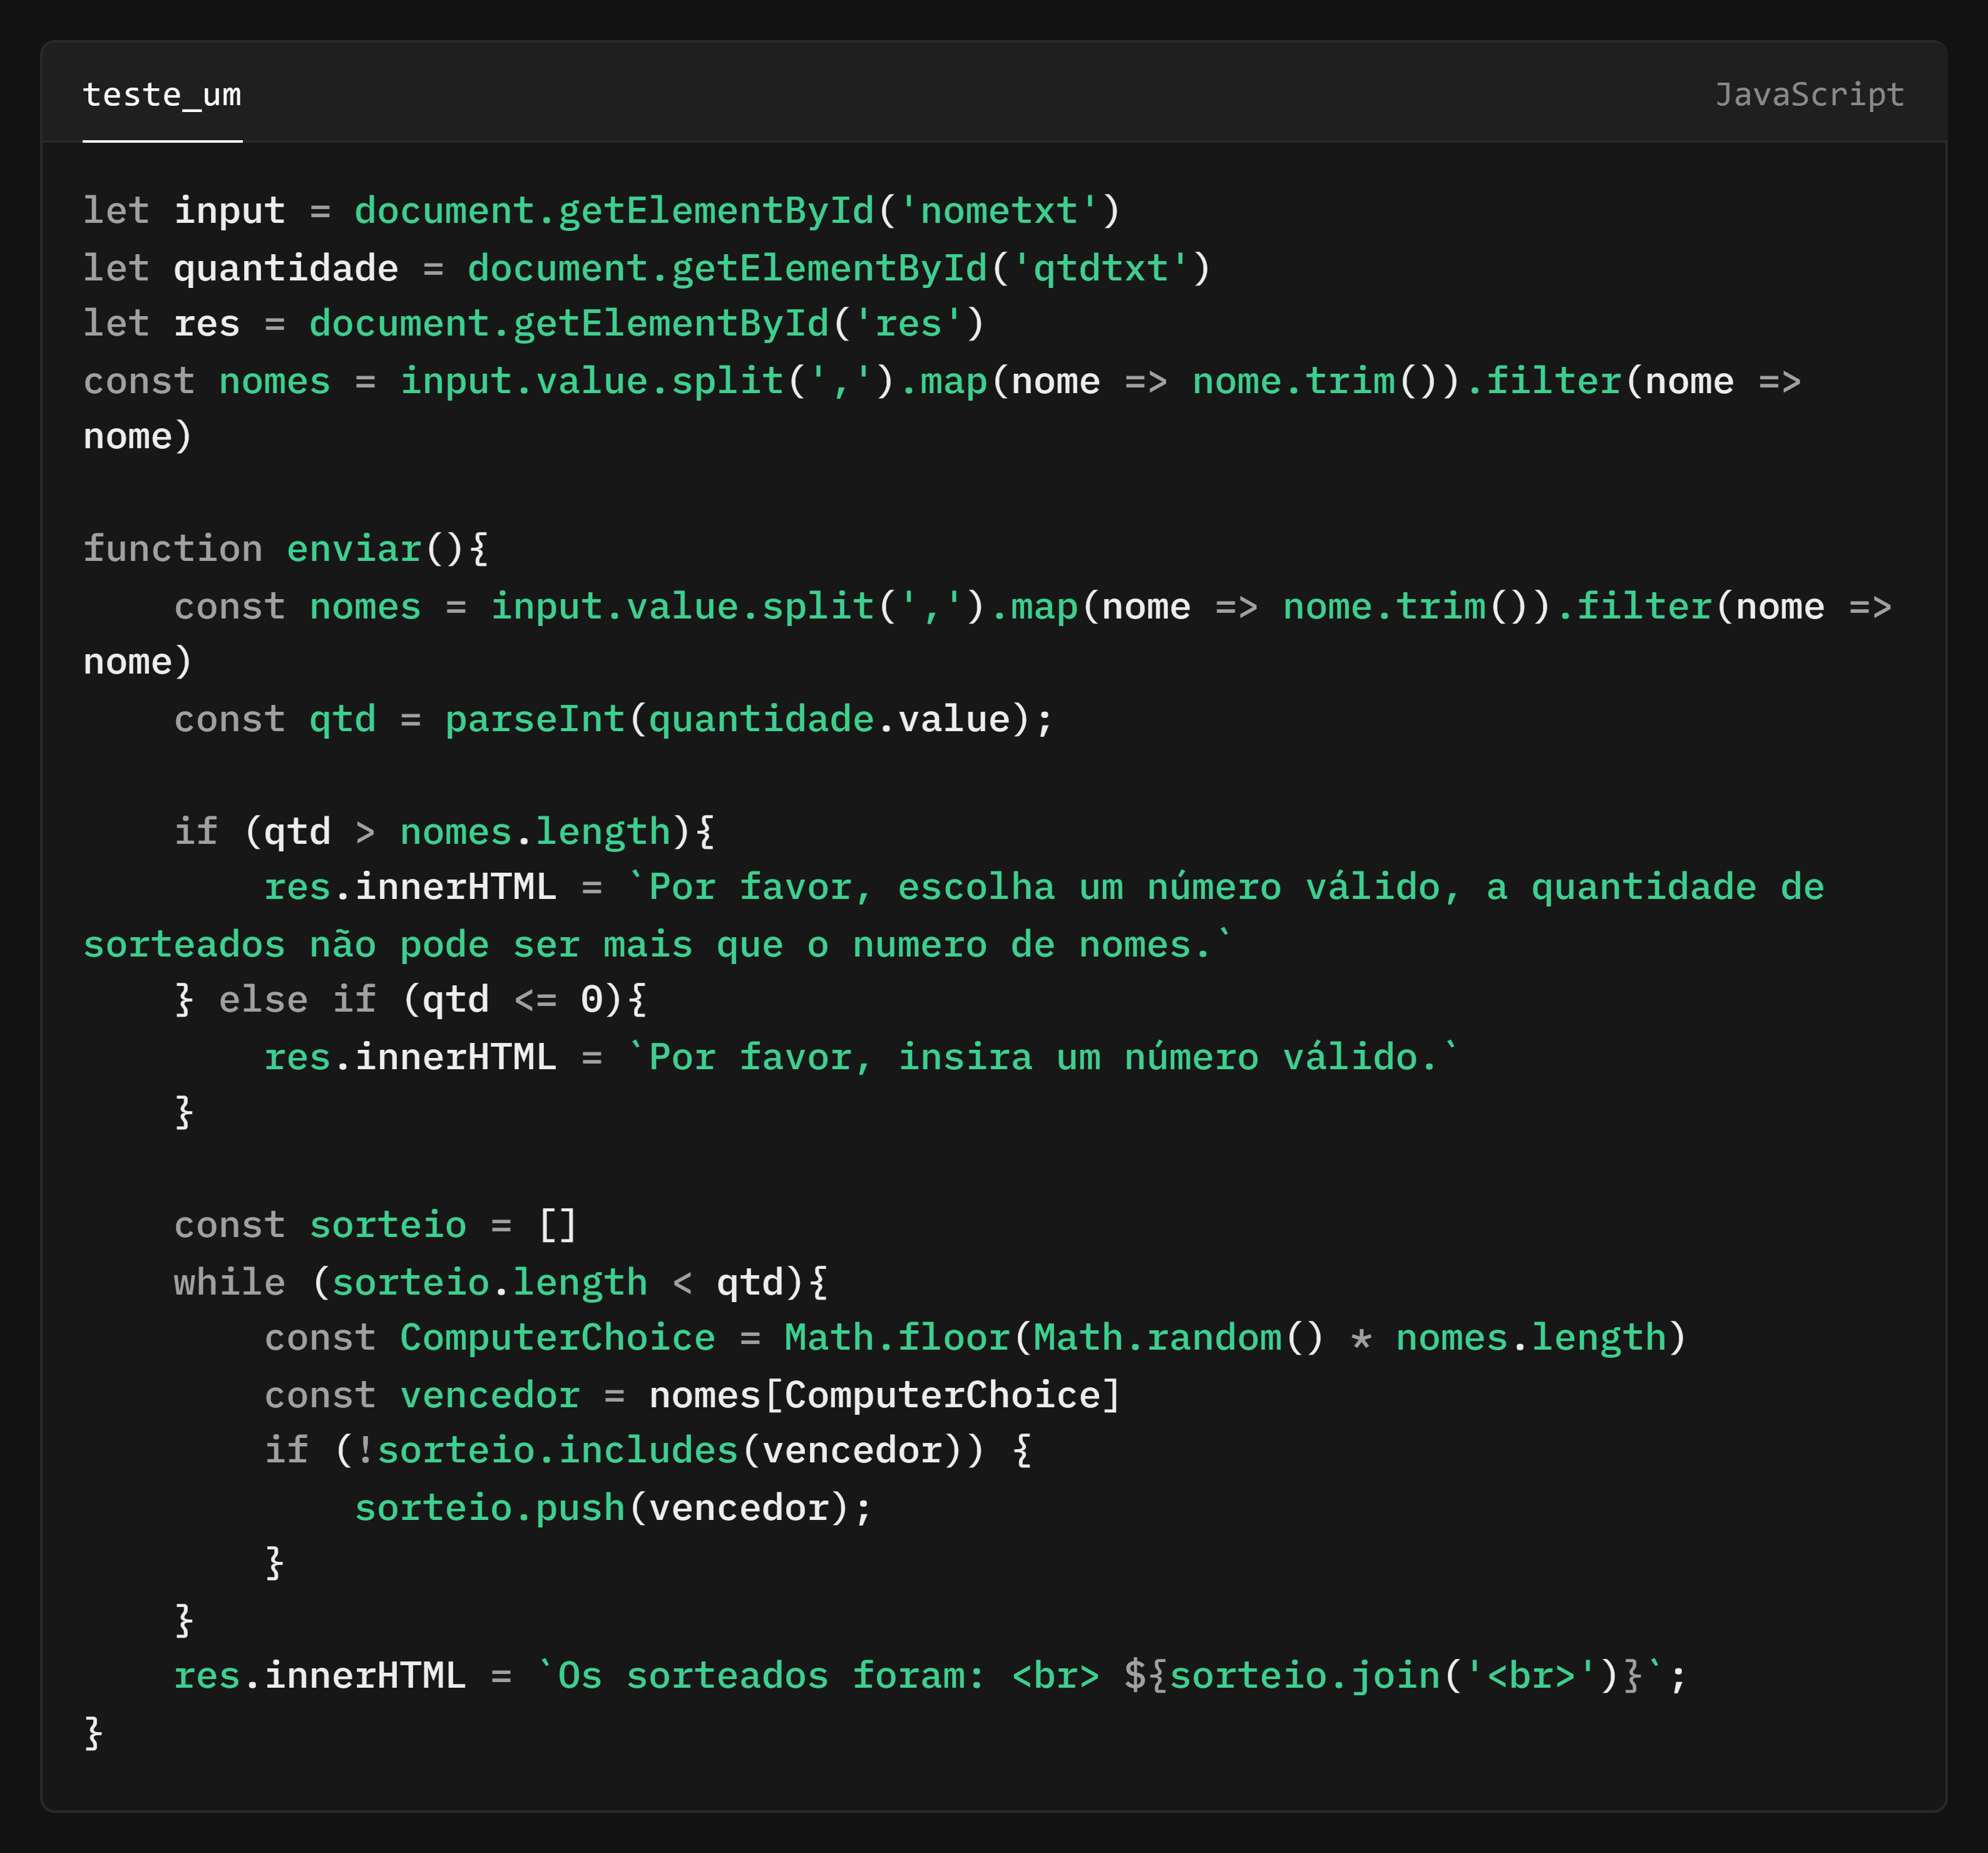 teste_um
JavaScript
let input = document.getElementById('nometxt')
let quantidade = document.getElementById('qtdtxt')
let res = document.getElementById('res')
const nomes = input.value.split(',').map(nome => nome.trim()).filter(nome =>
nome)
function enviar(){
    const nomes = input.value.split(',').map(nome => nome.trim()).filter(nome =>
nome)
    const qtd = parseInt(quantidade.value);
    if (qtd > nomes.length){
        res.innerHTML = `Por favor, escolha um número válido, a quantidade de
sorteados não pode ser mais que o numero de nomes.`
    } else if (qtd <= 0){
        res.innerHTML = `Por favor, insira um número válido.`
    }
    const sorteio = []
    while (sorteio.length < qtd){
        const ComputerChoice = Math.floor(Math.random() * nomes.length)
        const vencedor = nomes[ComputerChoice]
        if (!sorteio.includes(vencedor)) {
            sorteio.push(vencedor);
        }
    }
    res.innerHTML = `Os sorteados foram: <br> ${sorteio.join('<br>')}`;
}